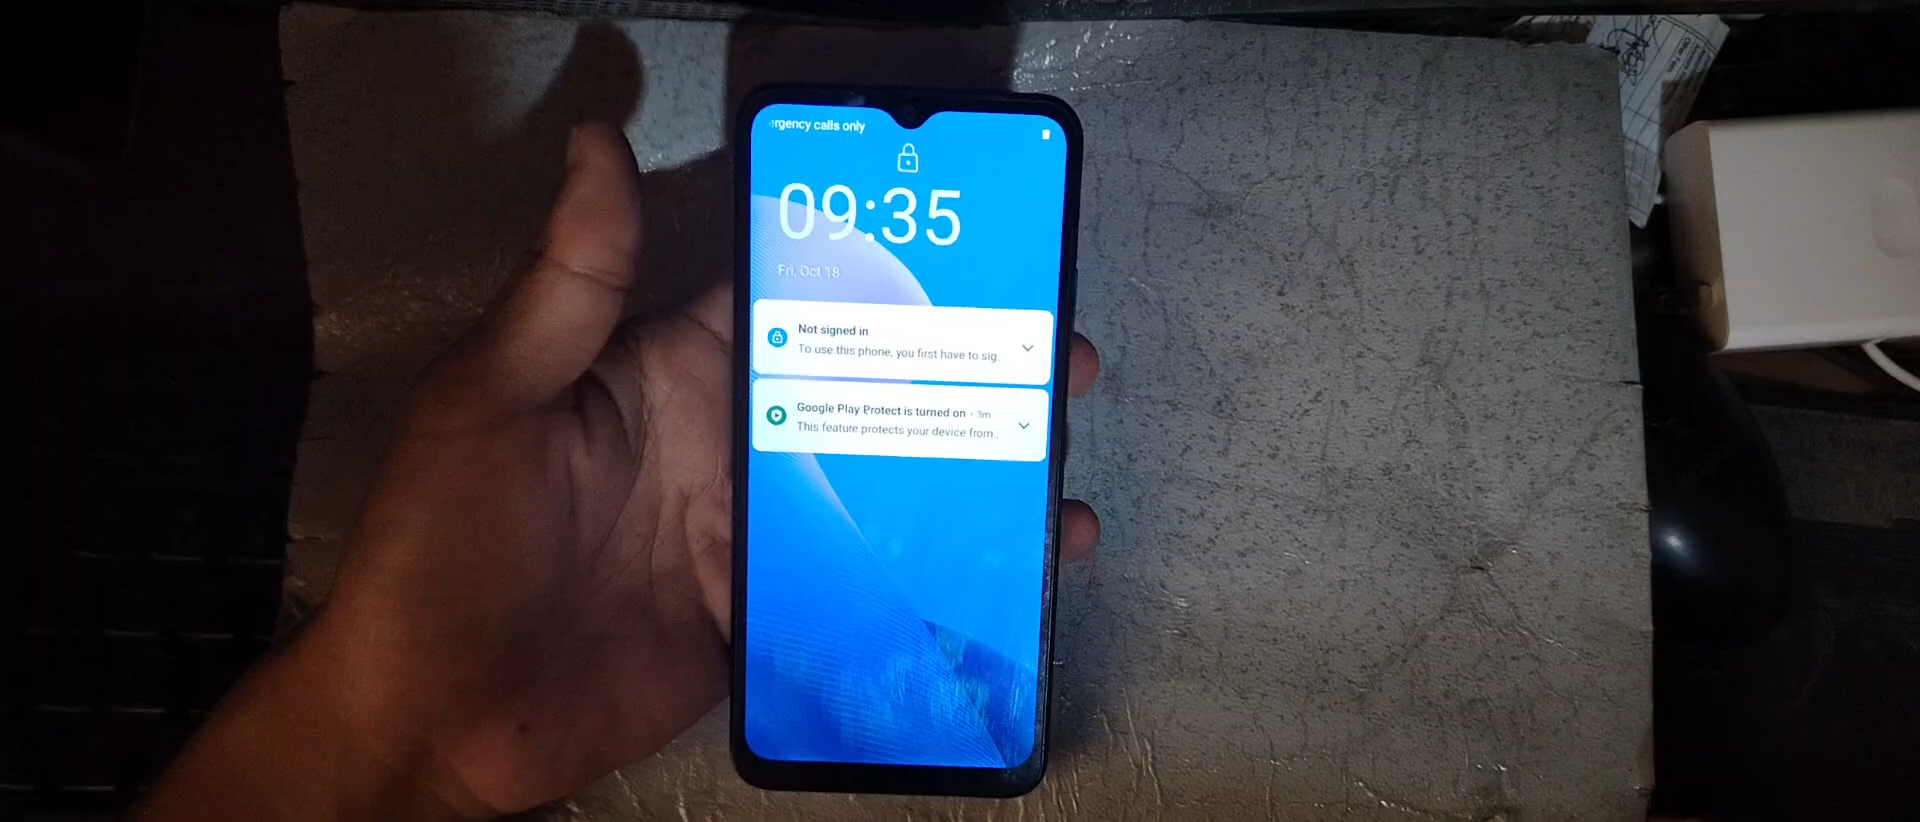 rgency calls only
09:35
Fri, Oct 18
Not signed in
To use this phone, you first have to sig.
Google Play Protect is turned on • 3m
This feature protects your device from..